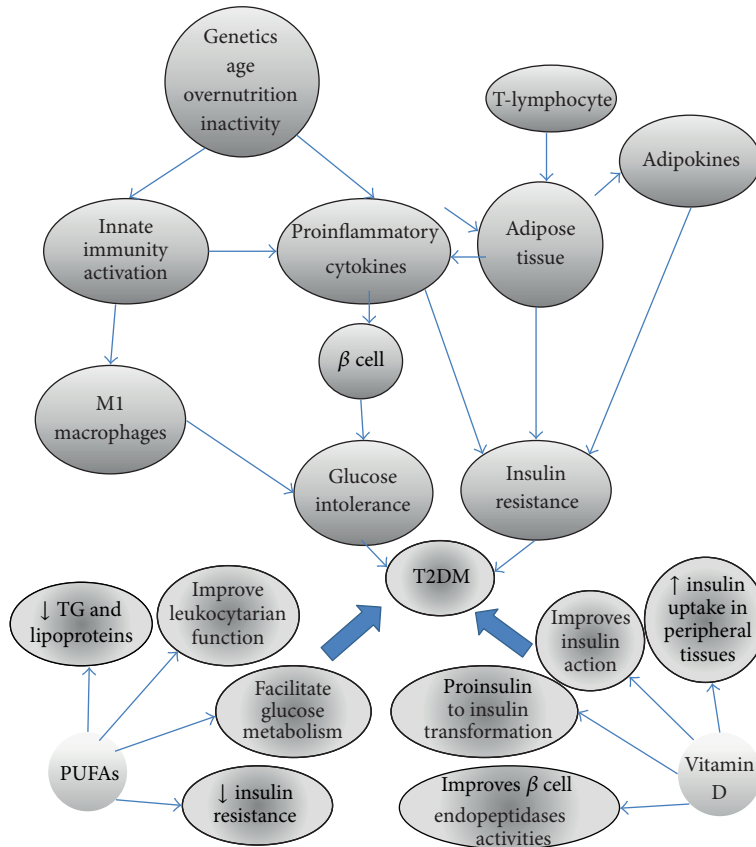 Genetics
age
overnutrition
inactivity
T-lymphocyte
Adipokines
Innate
immunity
activation
Proinflammatory
cytokines
Adipose
tissue
β cell
M1
macrophages
Glucose
intolerance
Insulin
resistance
T2DM
↓ TG and
lipoproteins
Improve
leukocytarian
function
Improves
insulin
action
↑ insulin
uptake in
peripheral
tissues
Facilitate
glucose
metabolism
Proinsulin
to insulin
transformation
PUFAs
Vitamin
D
↓ insulin
resistance
Improves β cell
endopeptidases
activities